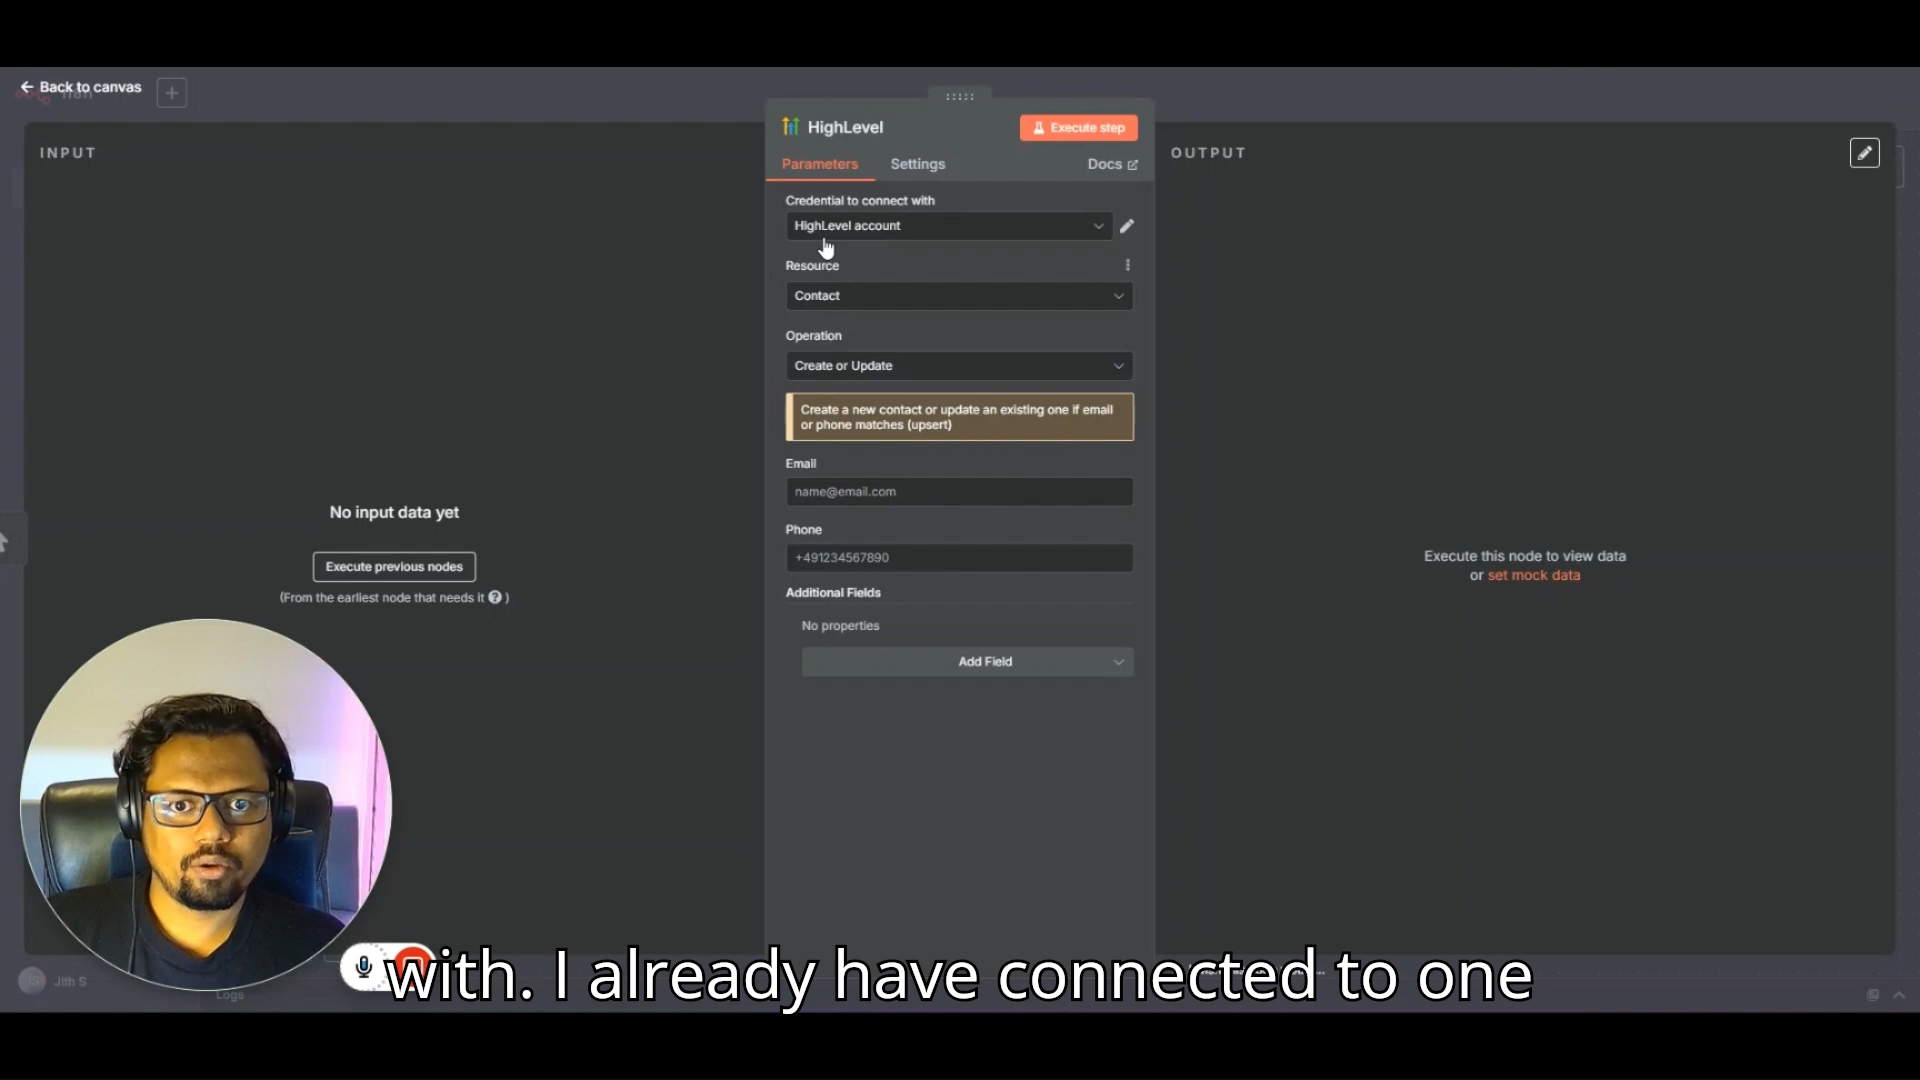 Back to canvas
INPUT
No input data yet
Execute previous nodes
(From the earliest node that needs it ? )
HighLevel
Execute step
Parameters
Settings
Docs
Credential to connect with
HighLevel account
Resource
Contact
Operation
Create or Update
Create a new contact or update an existing one if email
or phone matches (upsert)
Email
name@email.com
Phone
+491234567890
Additional Fields
No properties
Add Field
OUTPUT
Execute this node to view data
or set mock data
Jith S
Logs
with. I already have connected to one